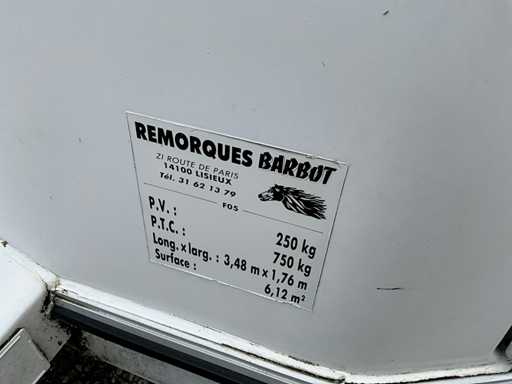 REMORQUES BARBOT
ZI ROUTE DE PARIS
14100 LISIEUX
Tél. 31 62 13 79
F05
P.V. : 250 kg
P.T.C. : 750 kg
Long. x larg. : 3,48 m x 1,76 m
Surface : 6,12 m²